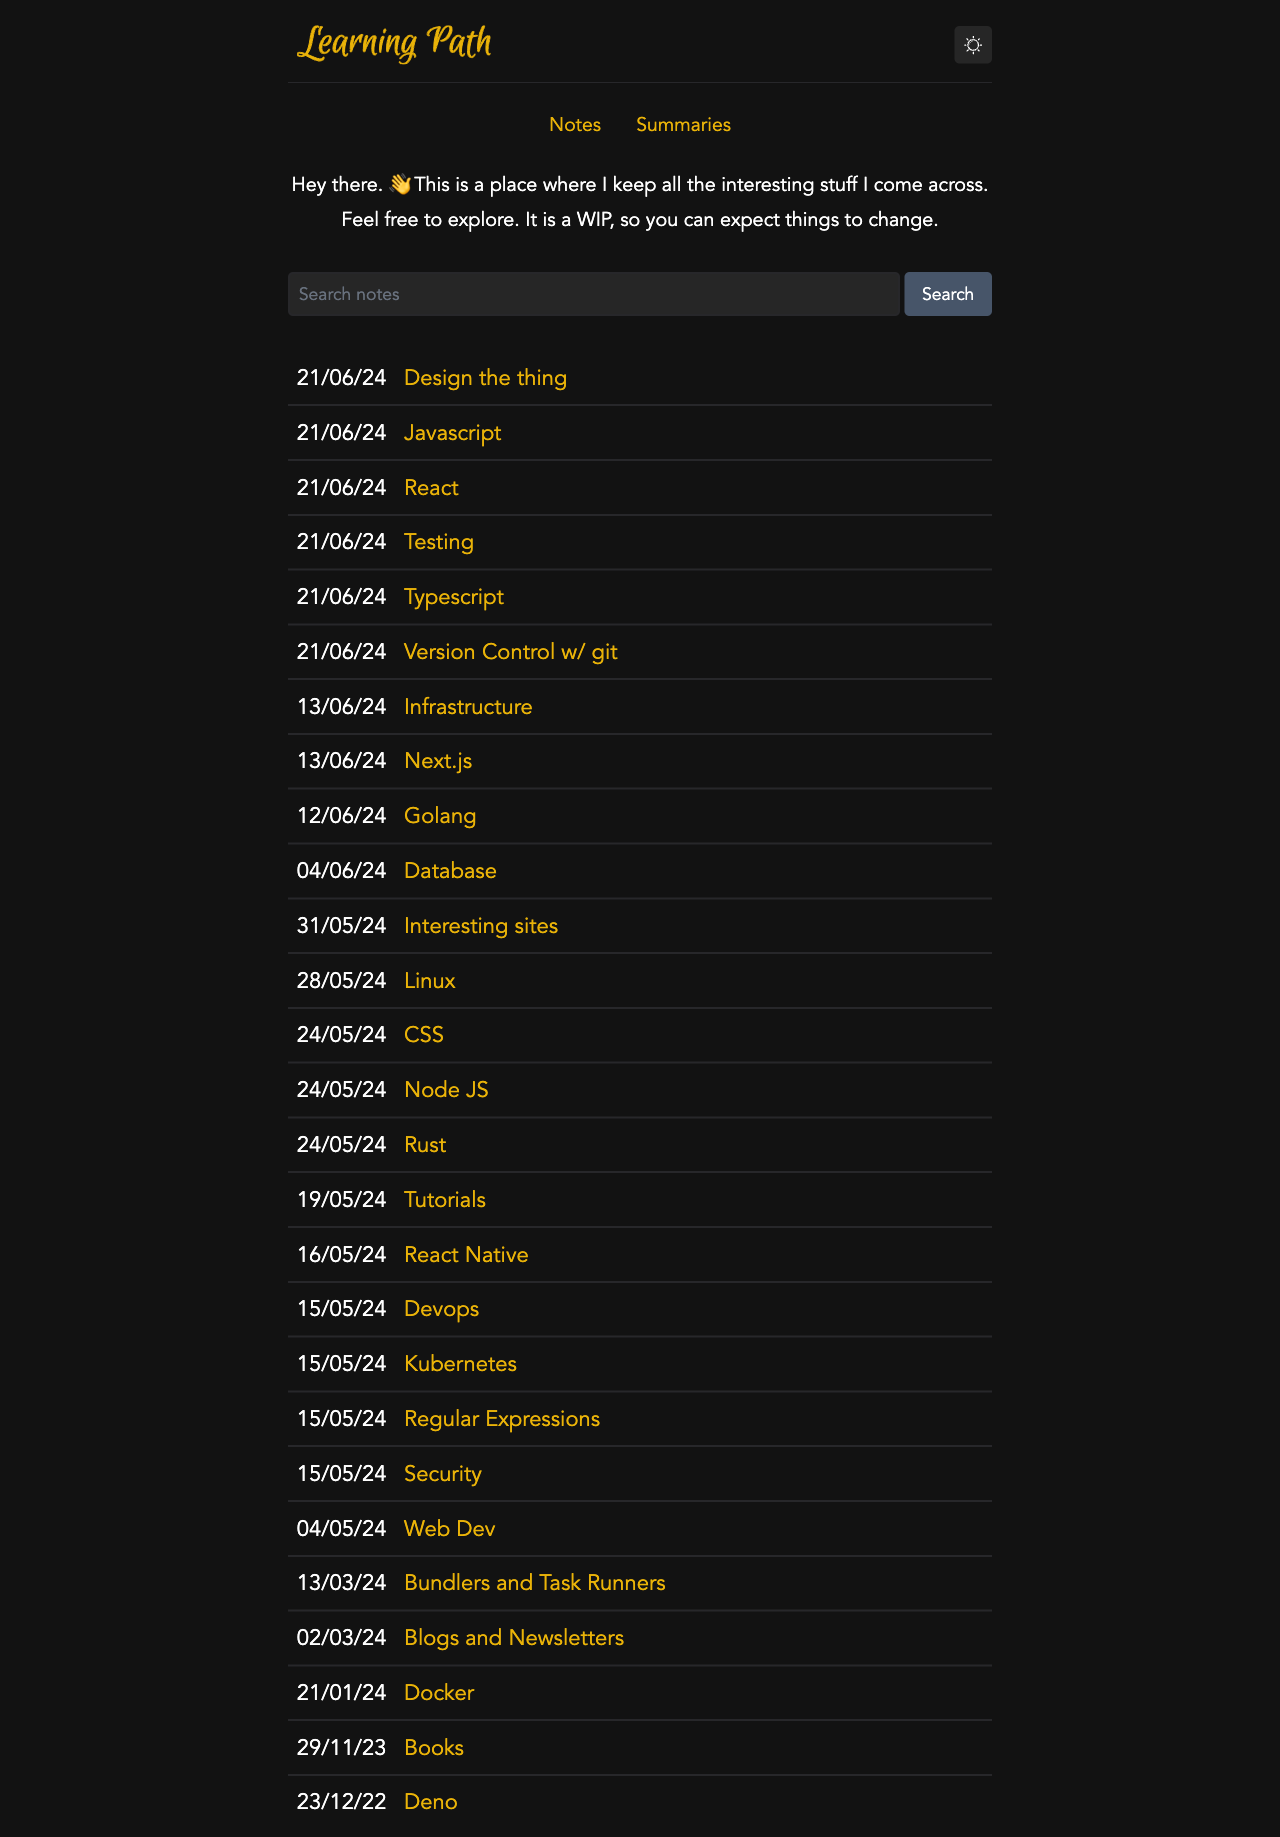 Learning Path
Notes Summaries
Hey there. 👋This is a place where I keep all the interesting stuff I come across.
Feel free to explore. It is a WIP, so you can expect things to change.
Search notes Search
21/06/24 Design the thing
21/06/24 Javascript
21/06/24 React
21/06/24 Testing
21/06/24 Typescript
21/06/24 Version Control w/ git
13/06/24 Infrastructure
13/06/24 Next.js
12/06/24 Golang
04/06/24 Database
31/05/24 Interesting sites
28/05/24 Linux
24/05/24 CSS
24/05/24 Node JS
24/05/24 Rust
19/05/24 Tutorials
16/05/24 React Native
15/05/24 Devops
15/05/24 Kubernetes
15/05/24 Regular Expressions
15/05/24 Security
04/05/24 Web Dev
13/03/24 Bundlers and Task Runners
02/03/24 Blogs and Newsletters
21/01/24 Docker
29/11/23 Books
23/12/22 Deno